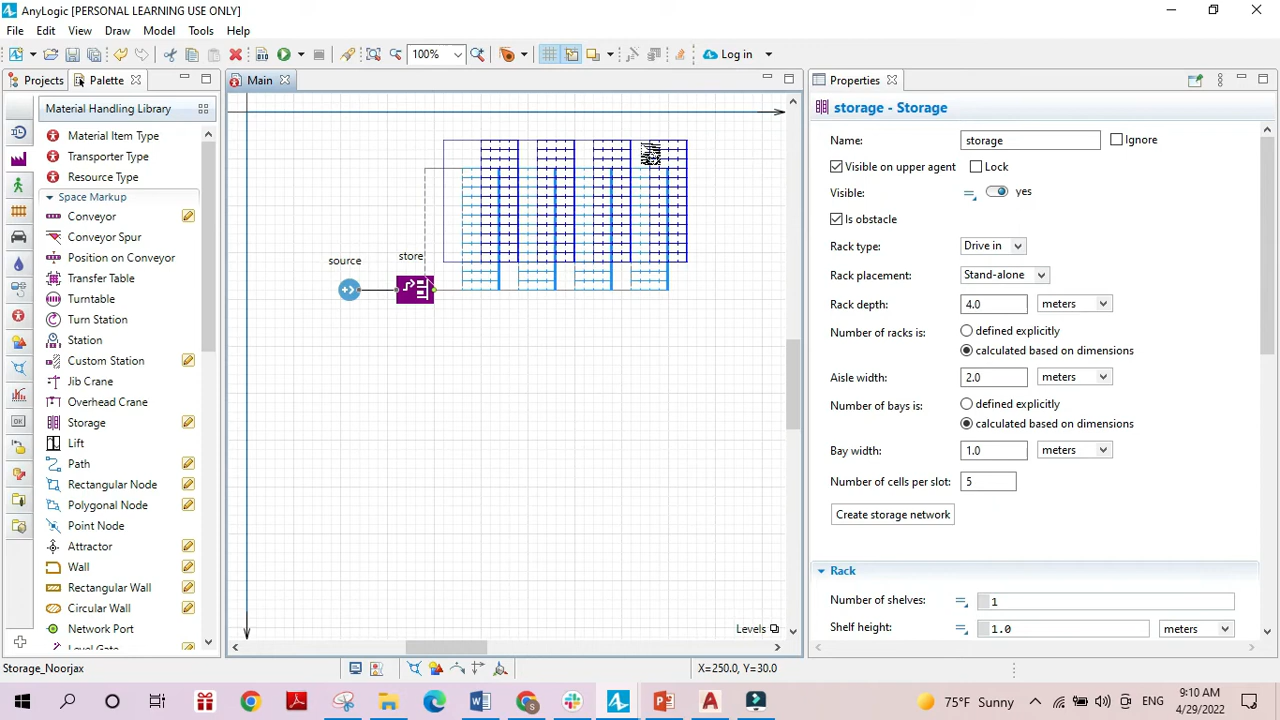 AnyLogic [PERSONAL LEARNING USE ONLY]
File Edit View Draw Model Tools Help
100% Log in
Projects Palette
Main
Properties
Material Handling Library
Material Item Type
Transporter Type
Resource Type
Space Markup
Conveyor
Conveyor Spur
Position on Conveyor
Transfer Table
Turntable
Turn Station
Station
Custom Station
Jib Crane
Overhead Crane
Storage
Lift
Path
Rectangular Node
Polygonal Node
Point Node
Attractor
Wall
Rectangular Wall
Circular Wall
Network Port
source
store
Levels
storage - Storage
Name: storage Ignore
Visible on upper agent Lock
Visible: yes
Is obstacle
Rack type: Drive in
Rack placement: Stand-alone
Rack depth: 4.0 meters
Number of racks is: defined explicitly
calculated based on dimensions
Aisle width: 2.0 meters
Number of bays is: defined explicitly
calculated based on dimensions
Bay width: 1.0 meters
Number of cells per slot: 5
Create storage network
Rack
Number of shelves: 1
Shelf height: 1.0 meters
Storage_Noorjax
X=250.0, Y=30.0
75°F Sunny
ENG
9:10 AM
4/29/2022